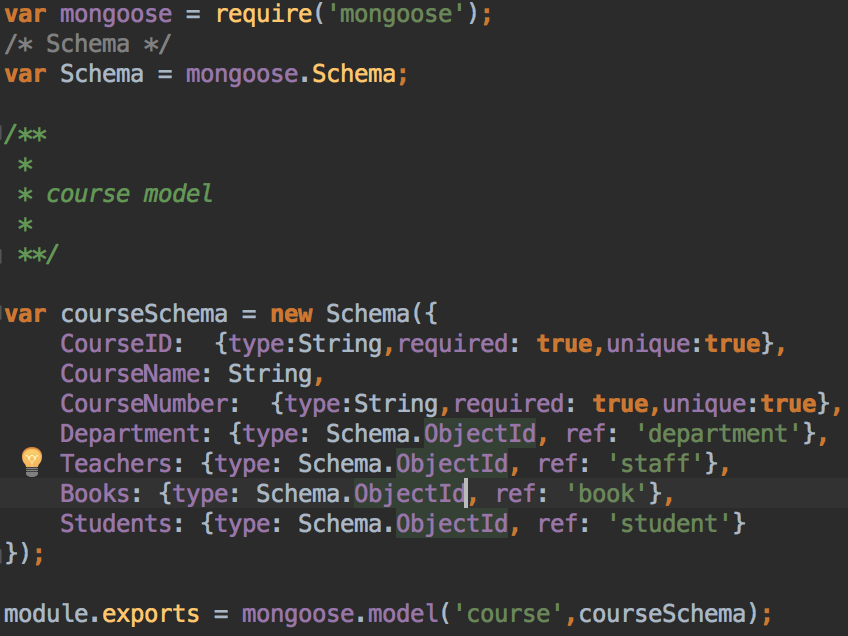 var mongoose = require('mongoose');
/* Schema */
var Schema = mongoose.Schema;
/**
*
* course model
*
**/
var courseSchema = new Schema({
CourseID:  {type:String,required: true,unique:true},
CourseName: String,
CourseNumber:  {type:String,required: true,unique:true},
Department: {type: Schema.ObjectId, ref: 'department'},
Teachers: {type: Schema.ObjectId, ref: 'staff'},
Books: {type: Schema.ObjectId, ref: 'book'},
Students: {type: Schema.ObjectId, ref: 'student'}
});
module.exports = mongoose.model('course',courseSchema);